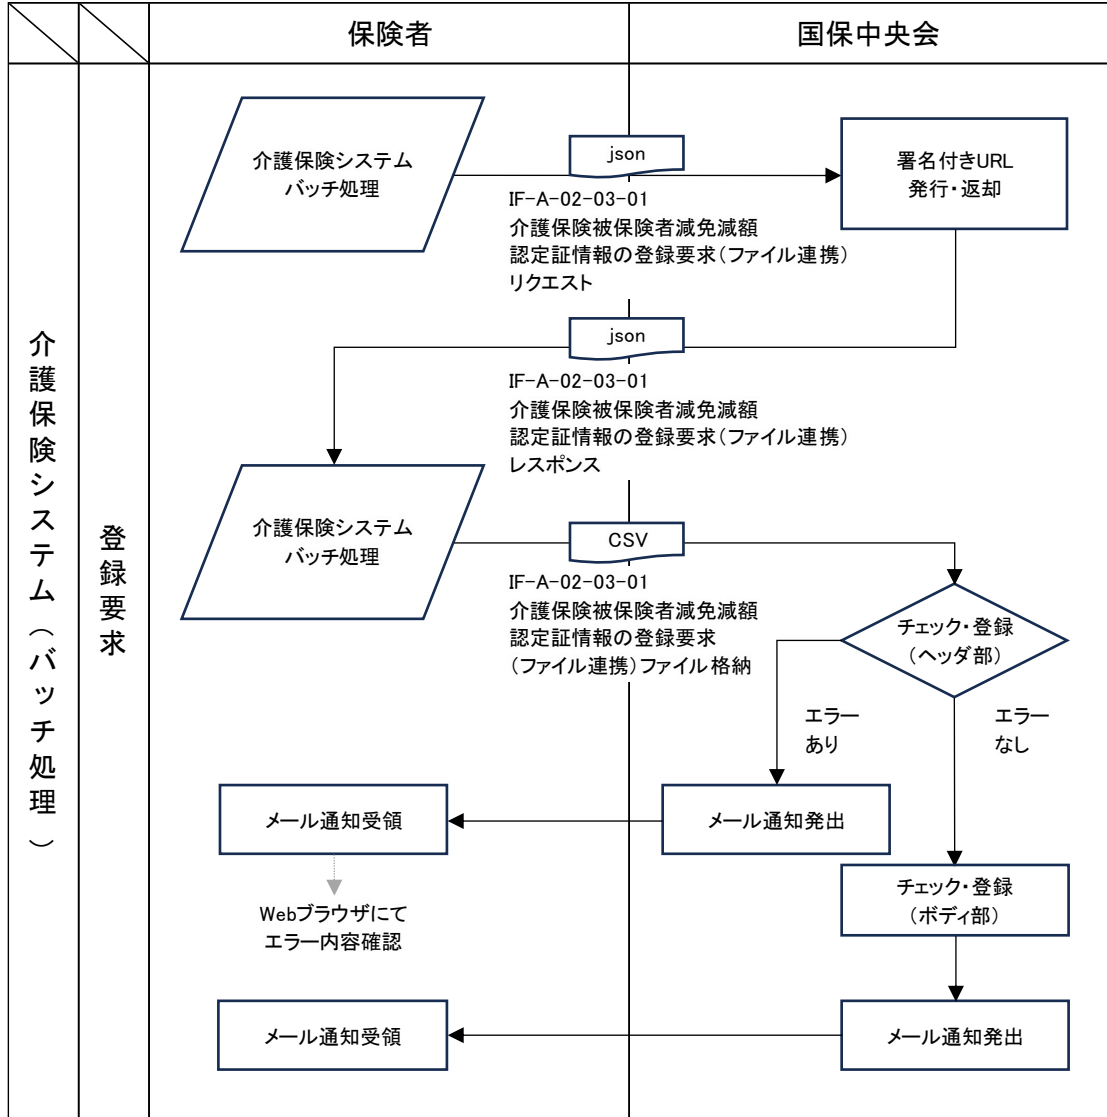 保険者
国保中央会
介護保険システム（バッチ処理）
登録要求
介護保険システム
バッチ処理
json
署名付きURL
発行・返却
IF-A-02-03-01
介護保険被保険者減免減額
認定証情報の登録要求（ファイル連携）
リクエスト
json
IF-A-02-03-01
介護保険被保険者減免減額
認定証情報の登録要求（ファイル連携）
レスポンス
介護保険システム
バッチ処理
CSV
IF-A-02-03-01
介護保険被保険者減免減額
認定証情報の登録要求
（ファイル連携）ファイル格納
チェック・登録
（ヘッダ部）
エラー
あり
エラー
なし
メール通知受領
メール通知発出
Webブラウザにて
エラー内容確認
チェック・登録
（ボディ部）
メール通知受領
メール通知発出